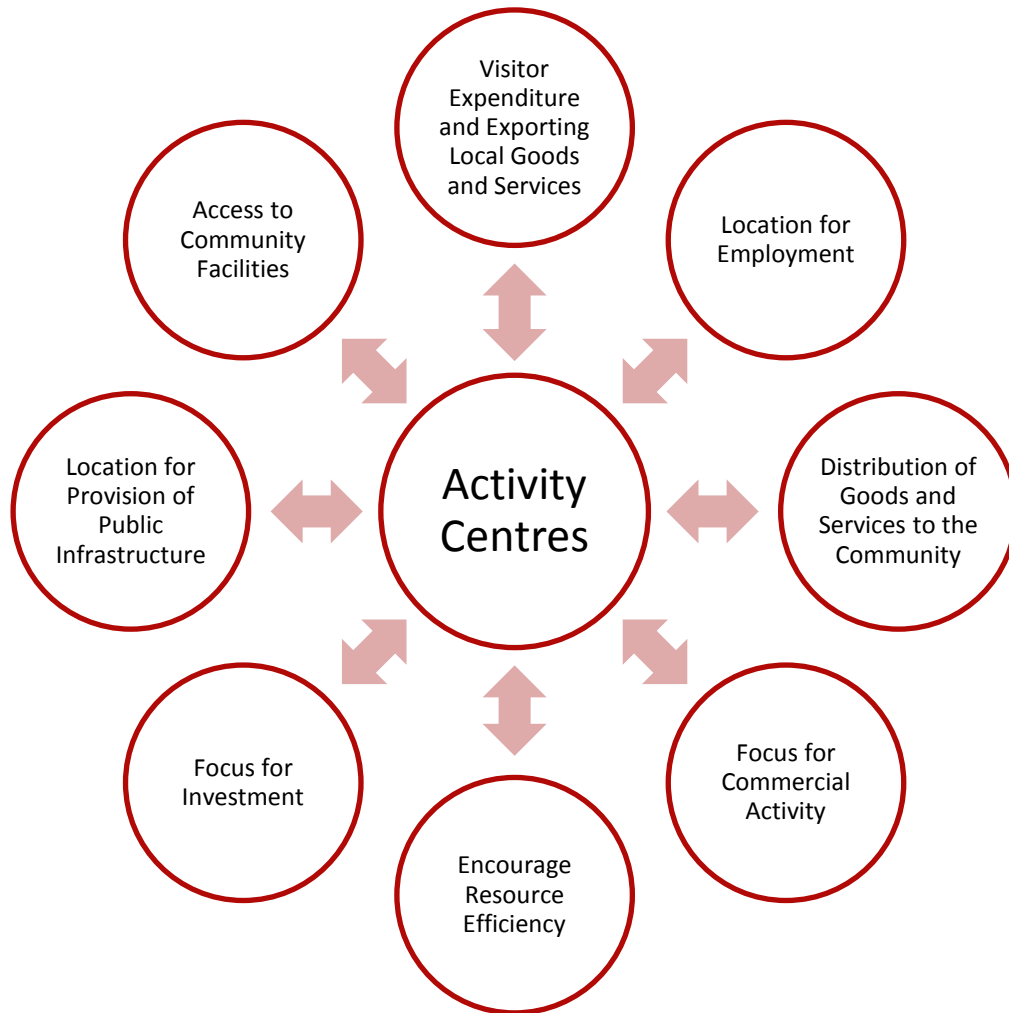 Visitor
Expenditure
and Exporting
Local Goods
and Services
Access to
Community
Facilities
Location for
Employment
Location for
Provision of
Public
Infrastructure
Activity
Centres
Distribution of
Goods and
Services to the
Community
Focus for
Investment
Focus for
Commercial
Activity
Encourage
Resource
Efficiency